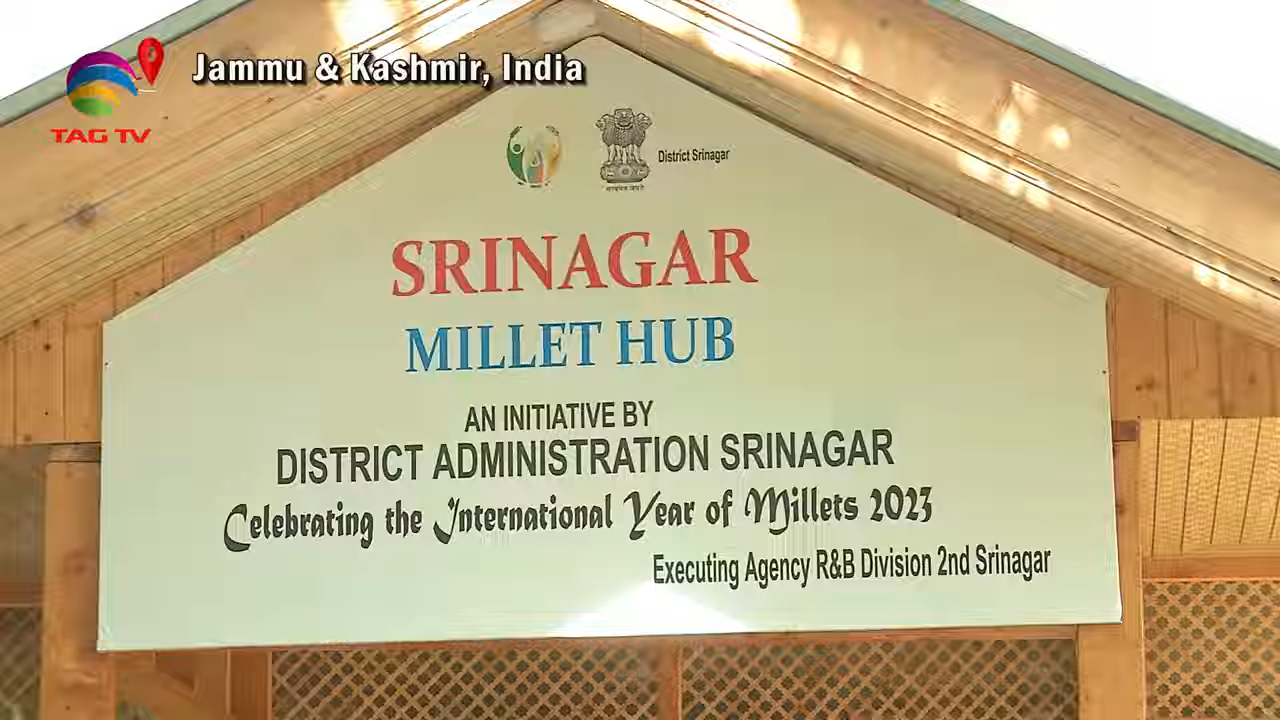 Jammu & Kashmir, India
TAG TV
District Srinagar
SRINAGAR
MILLET HUB
AN INITIATIVE BY
DISTRICT ADMINISTRATION SRINAGAR
Celebrating the International Year of Millets 2023
Executing Agency R&B Division 2nd Srinagar